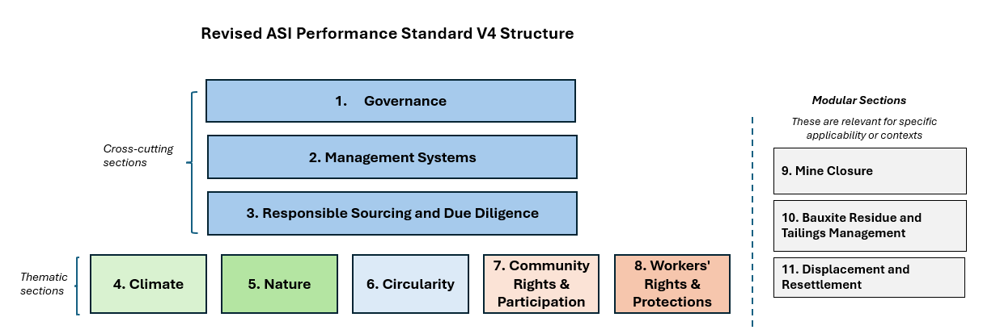 Revised ASI Performance Standard V4 Structure
Cross-cutting
sections
1. Governance
2. Management Systems
3. Responsible Sourcing and Due Diligence
Thematic
sections
4. Climate
5. Nature
6. Circularity
7. Community
Rights &
Participation
8. Workers'
Rights &
Protections
Modular Sections
These are relevant for specific
applicability or contexts
9. Mine Closure
10. Bauxite Residue and
Tailings Management
11. Displacement and
Resettlement